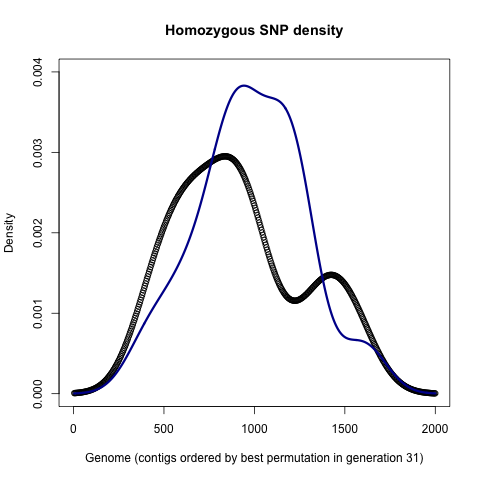 Homozygous SNP density
Density
0.004
0.003
0.002
0.001
0.000
0 500 1000 1500 2000
Genome (contigs ordered by best permutation in generation 31)